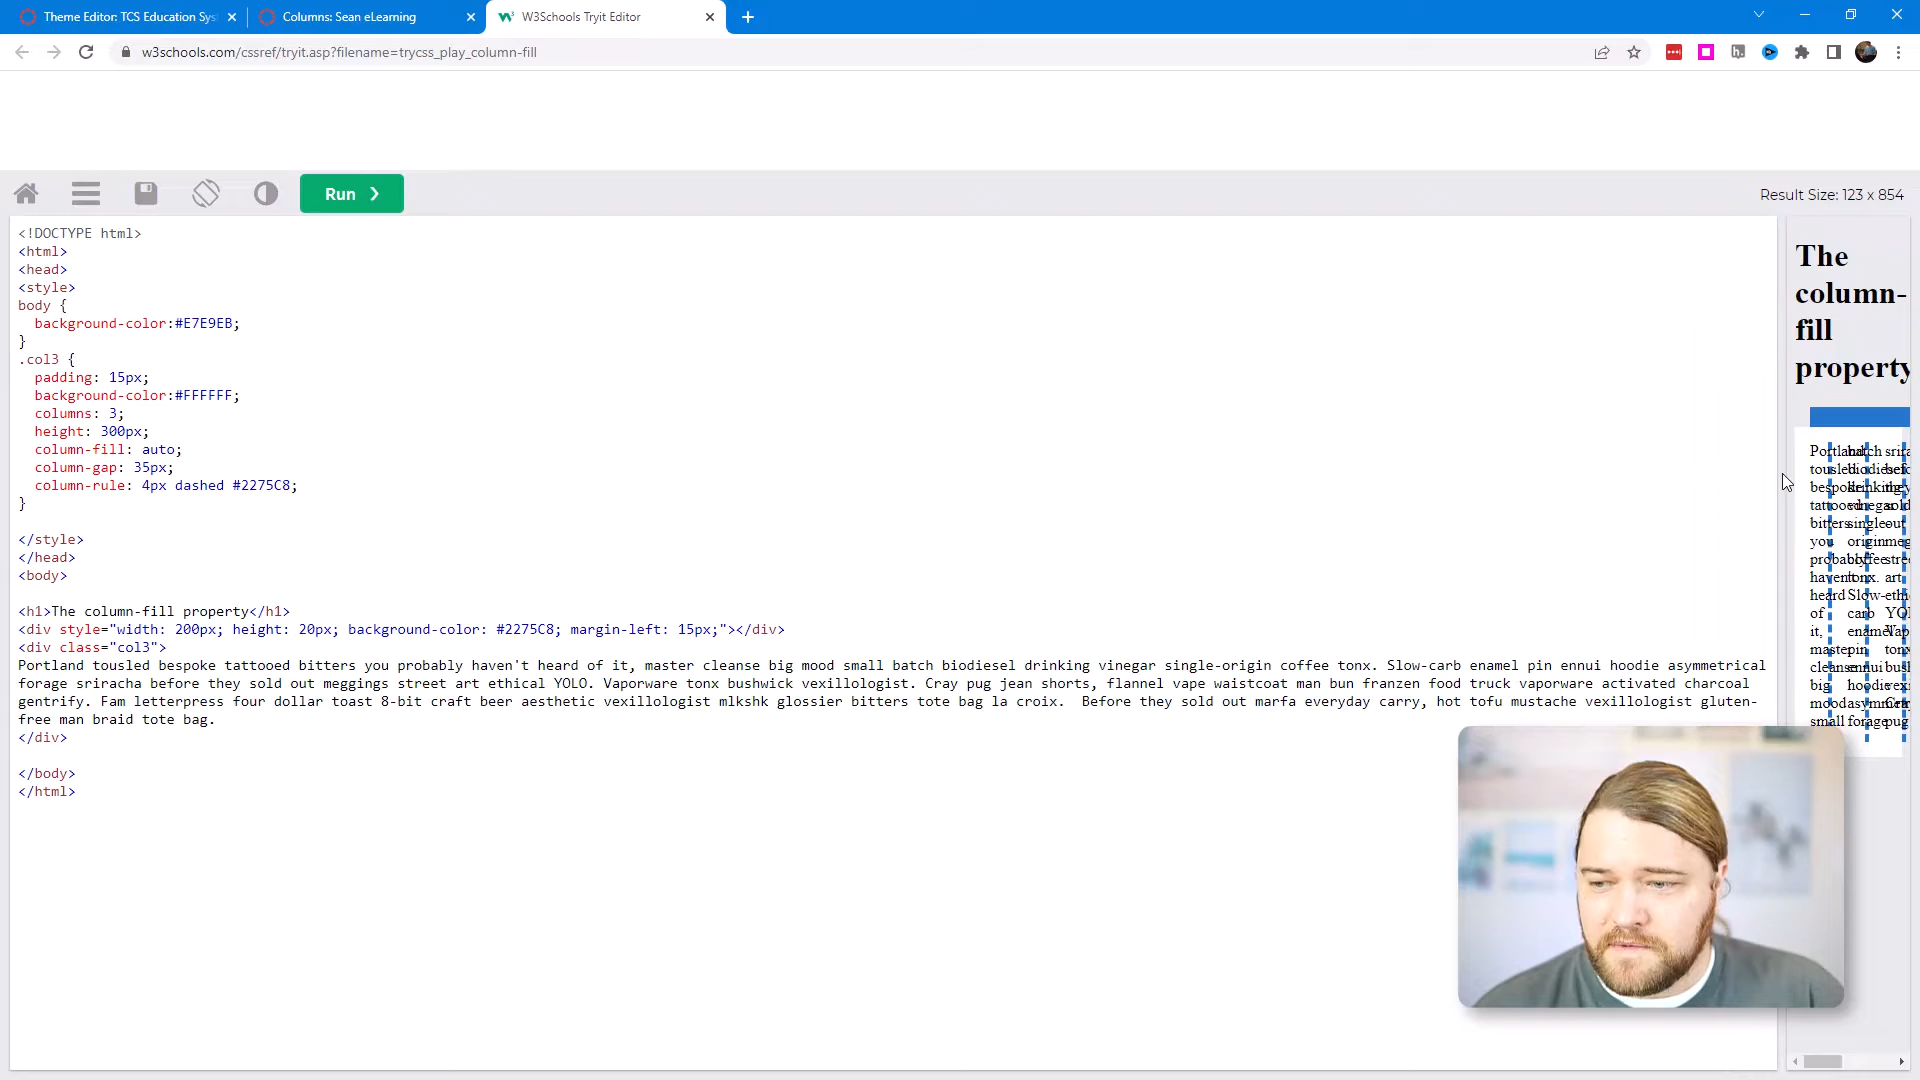 Theme Editor: TCS Education Sys
Columns: Sean eLearning
W3Schools Tryit Editor
w3schools.com/cssref/tryit.asp?filename=trycss_play_column-fill
Run ❯
Result Size: 123 x 854
<!DOCTYPE html>
<html>
<head>
<style>
body {
background-color:#E7E9EB;
}
.col3 {
padding: 15px;
background-color:#FFFFFF;
columns: 3;
height: 300px;
column-fill: auto;
column-gap: 35px;
column-rule: 4px dashed #2275C8;
}
</style>
</head>
<body>
<h1>The column-fill property</h1>
<div style="width: 200px; height: 20px; background-color: #2275C8; margin-left: 15px;"></div>
<div class="col3">
Portland tousled bespoke tattooed bitters you probably haven't heard of it, master cleanse big mood small batch biodiesel drinking vinegar single-origin coffee tonx. Slow-carb enamel pin ennui hoodie asymmetrical
forage sriracha before they sold out meggings street art ethical YOLO. Vaporware tonx bushwick vexillologist. Cray pug jean shorts, flannel vape waistcoat man bun franzen food truck vaporware activated charcoal
gentrify. Fam letterpress four dollar toast 8-bit craft beer aesthetic vexillologist mlkshk glossier bitters tote bag la croix.  Before they sold out marfa everyday carry, hot tofu mustache vexillologist gluten-
free man braid tote bag.
</div>
</body>
</html>
The
column-
fill
property